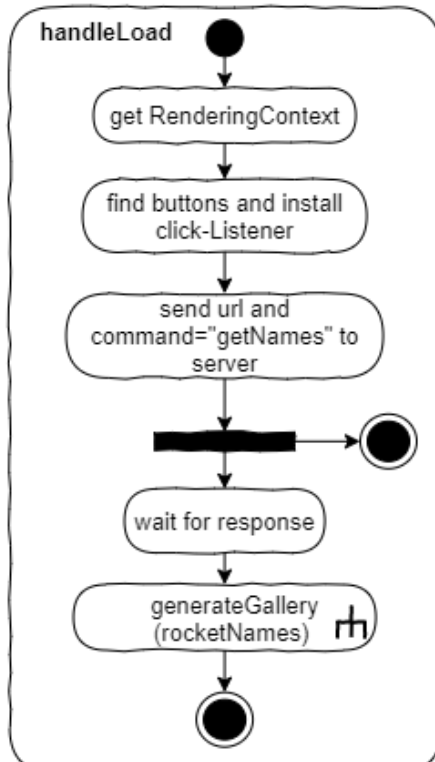 handleLoad
get RenderingContext
find buttons and install
click-Listener
send url and
command="getNames" to
server
wait for response
generateGallery
(rocketNames)